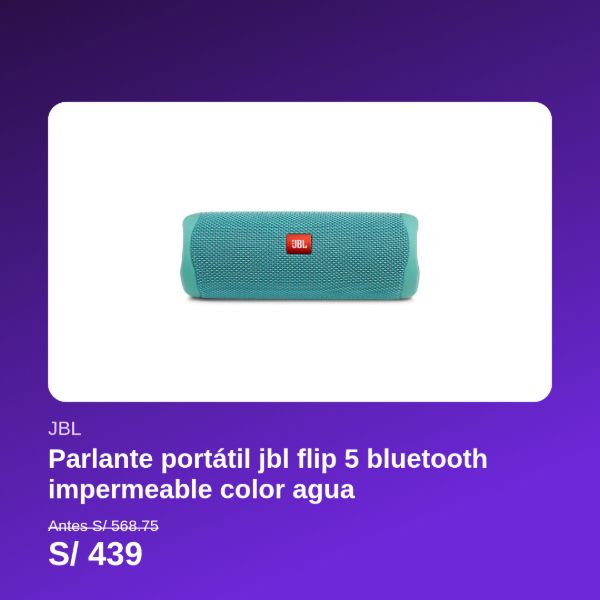 JBL
JBL
Parlante portátil jbl flip 5 bluetooth
impermeable color agua
Antes S/ 568.75
S/ 439